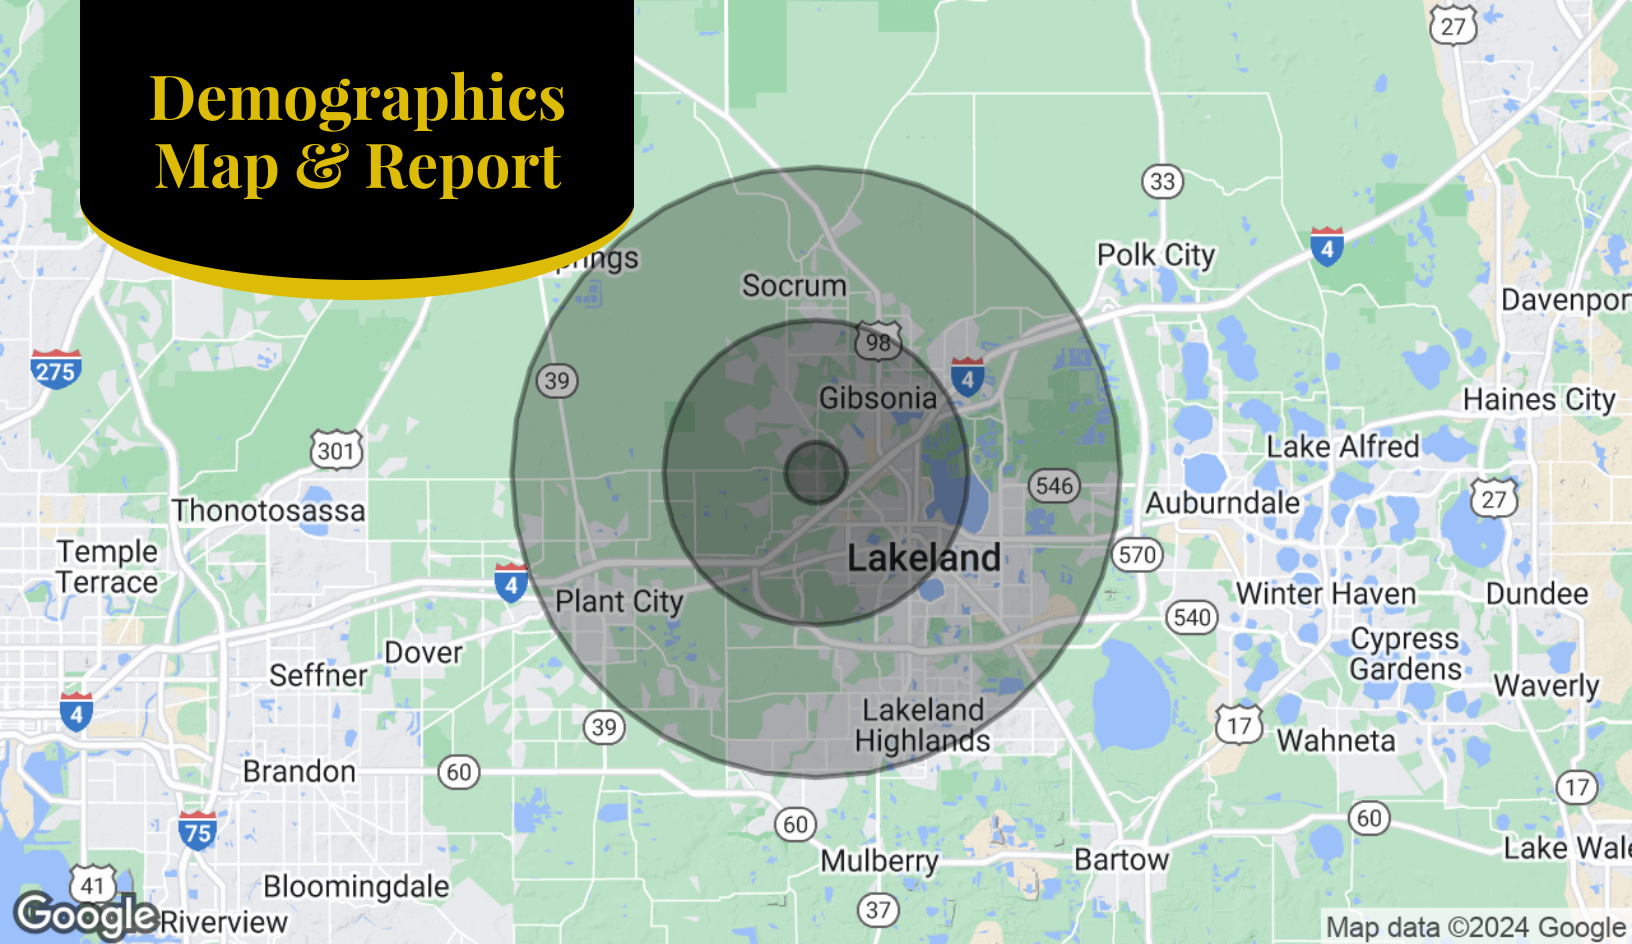 Demographics
Map & Report
27
33
Polk City
4
Socrum
Davenpor
98
275
39
4
Gibsonia
Haines City
301
Lake Alfred
546
27
Thonotosassa
Auburndale
Temple
Terrace
Lakeland
570
4
Plant City
Winter Haven
Dundee
540
Dover
Cypress
Gardens
Seffner
Waverly
4
39
Lakeland
Highlands
17
Wahneta
Brandon
60
17
75
60
60
Mulberry
Bartow
Lake Wale
41
Bloomingdale
37
Google
Riverview
Map data ©2024 Google